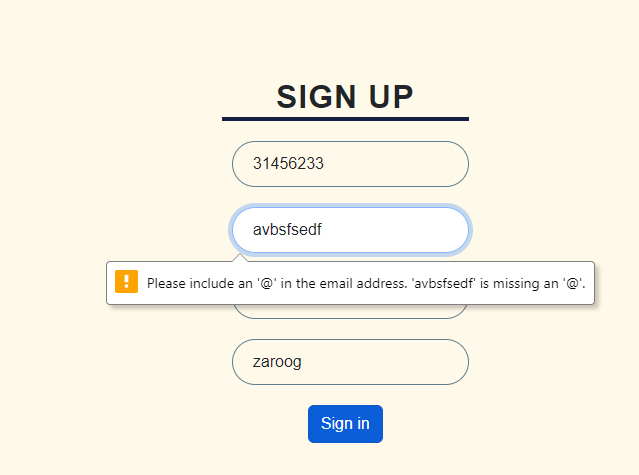 SIGN UP
31456233
avbsfsedf
Please include an '@' in the email address. 'avbsfsedf' is missing an '@'.
zaroog
Sign in